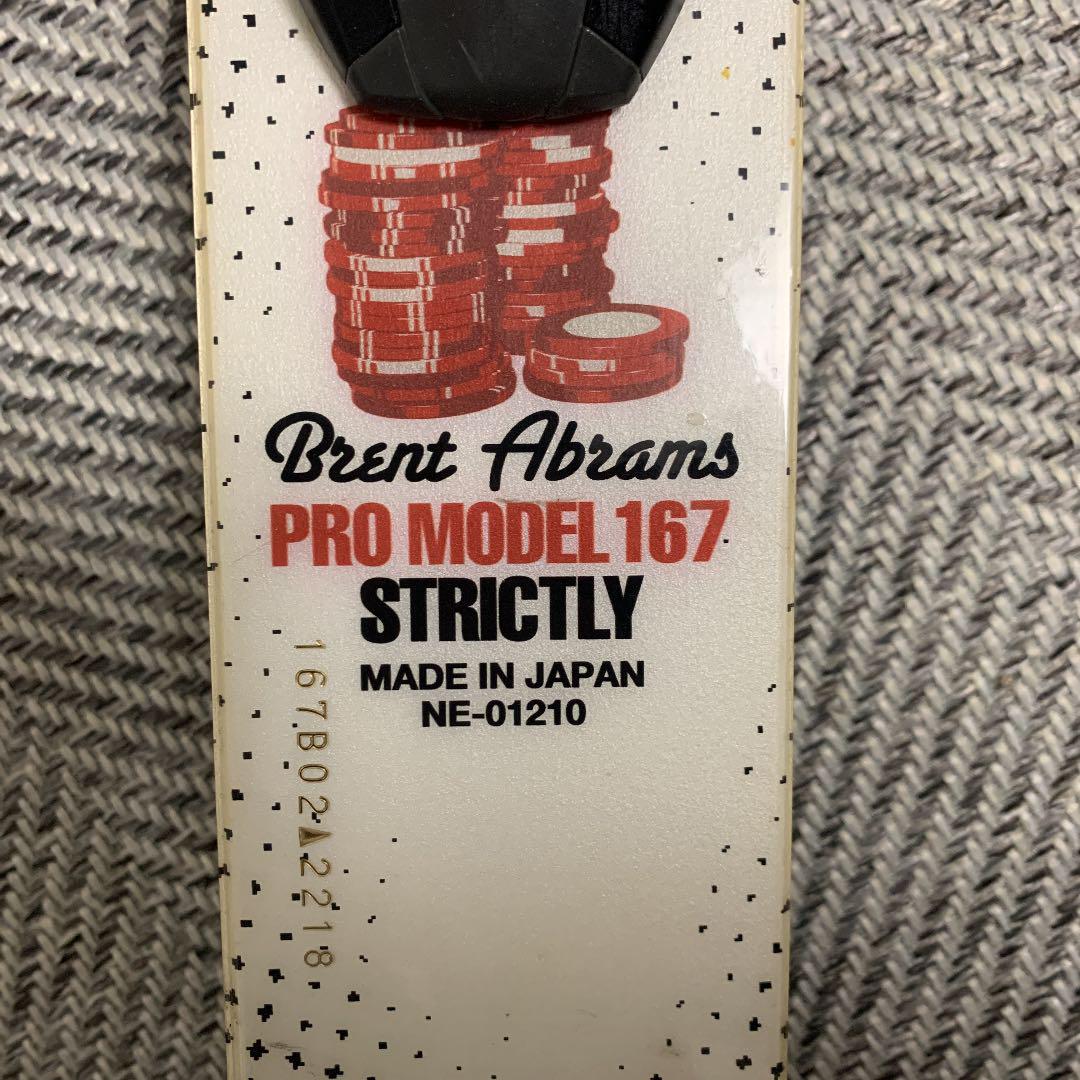 Brent Abrams
PRO MODEL 167
STRICTLY
MADE IN JAPAN
NE-01210
167B02▲2218